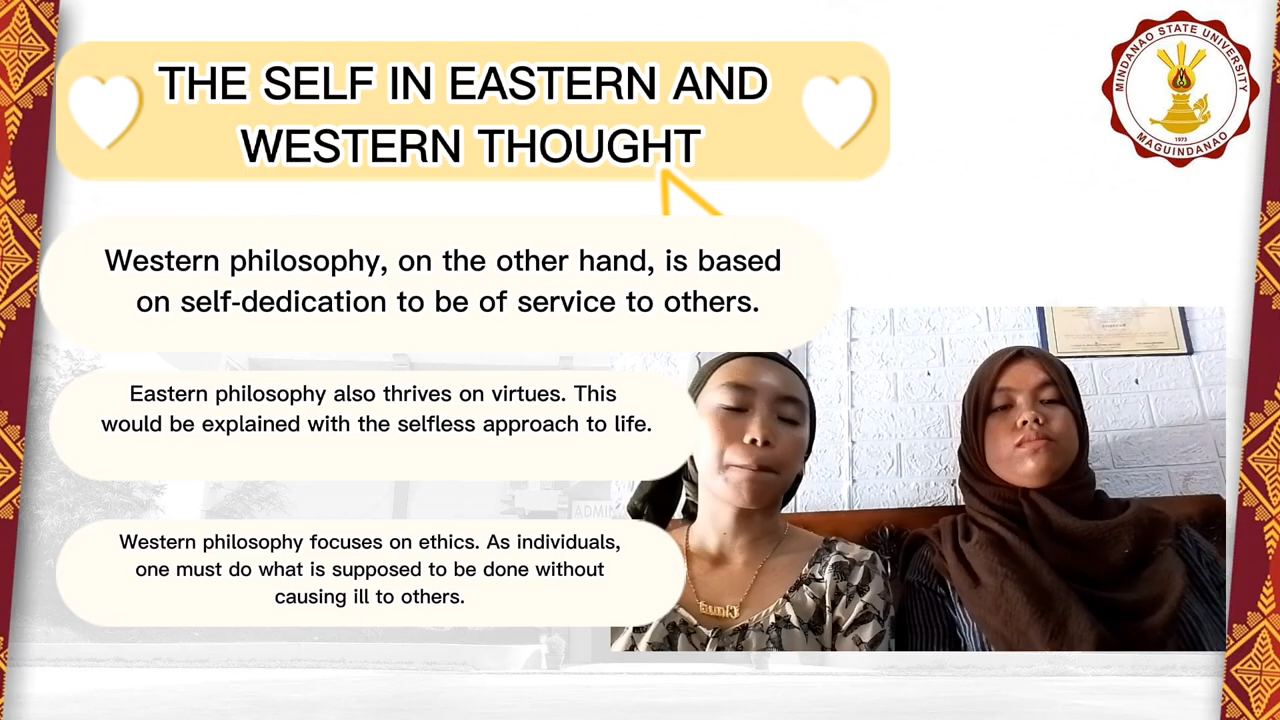 THE SELF IN EASTERN AND
WESTERN THOUGHT
MINDANAO STATE UNIVERSITY
1973
MAGUINDANAO
Western philosophy, on the other hand, is based
on self-dedication to be of service to others.
Eastern philosophy also thrives on virtues. This
would be explained with the selfless approach to life.
ADMIN
Western philosophy focuses on ethics. As individuals,
one must do what is supposed to be done without
causing ill to others.